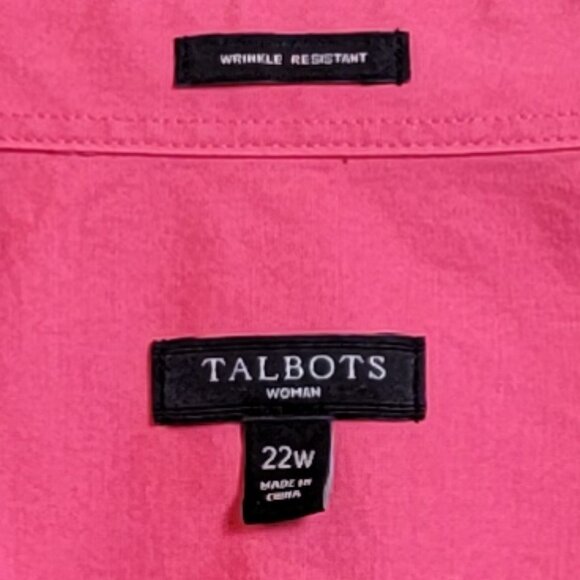 WRINKLE RESISTANT
TALBOTS
WOMAN
22W
MADE IN
CHINA